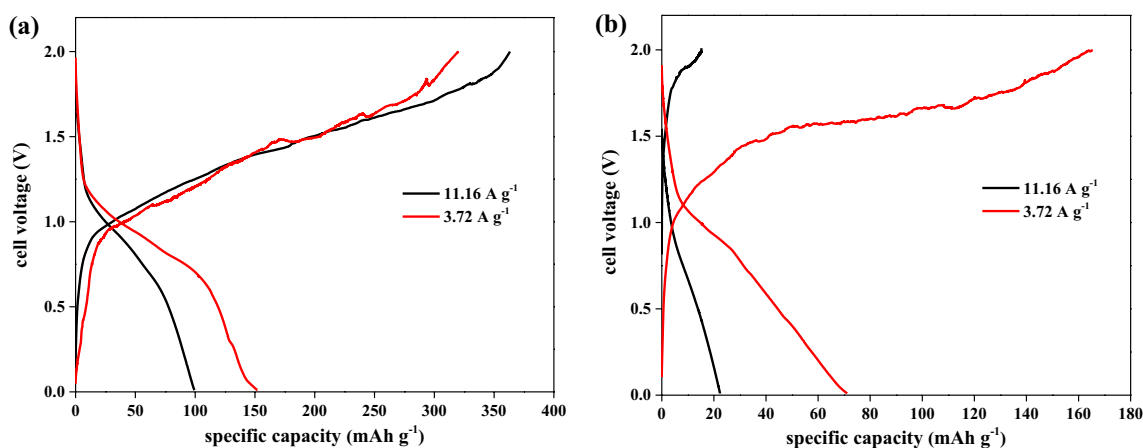 (a)
2.0
1.5
1.0
0.5
0.0
cell voltage (V)
11.16 A g⁻¹
3.72 A g⁻¹
0 50 100 150 200 250 300 350 400
specific capacity (mAh g⁻¹)
(b)
2.0
1.5
1.0
0.5
0.0
cell voltage (V)
11.16 A g⁻¹
3.72 A g⁻¹
0 20 40 60 80 100 120 140 160 180
specific capacity (mAh g⁻¹)